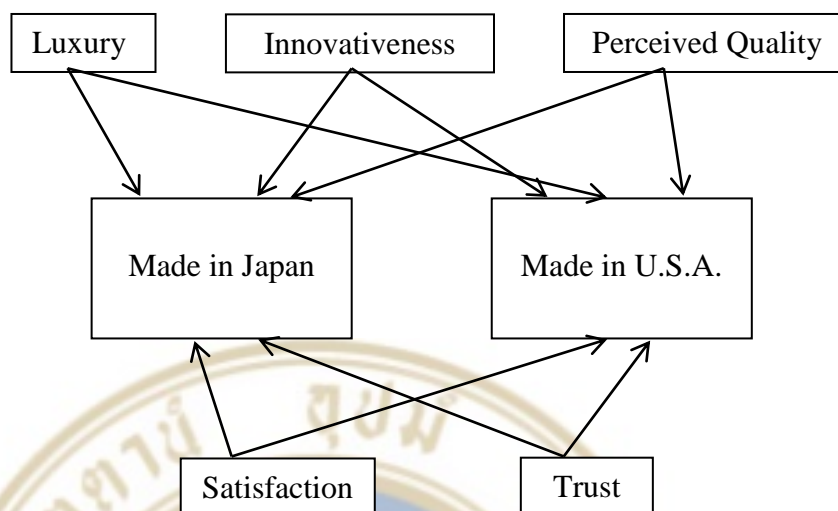 Luxury
Innovativeness
Perceived Quality
Made in Japan
Made in U.S.A.
Satisfaction
Trust